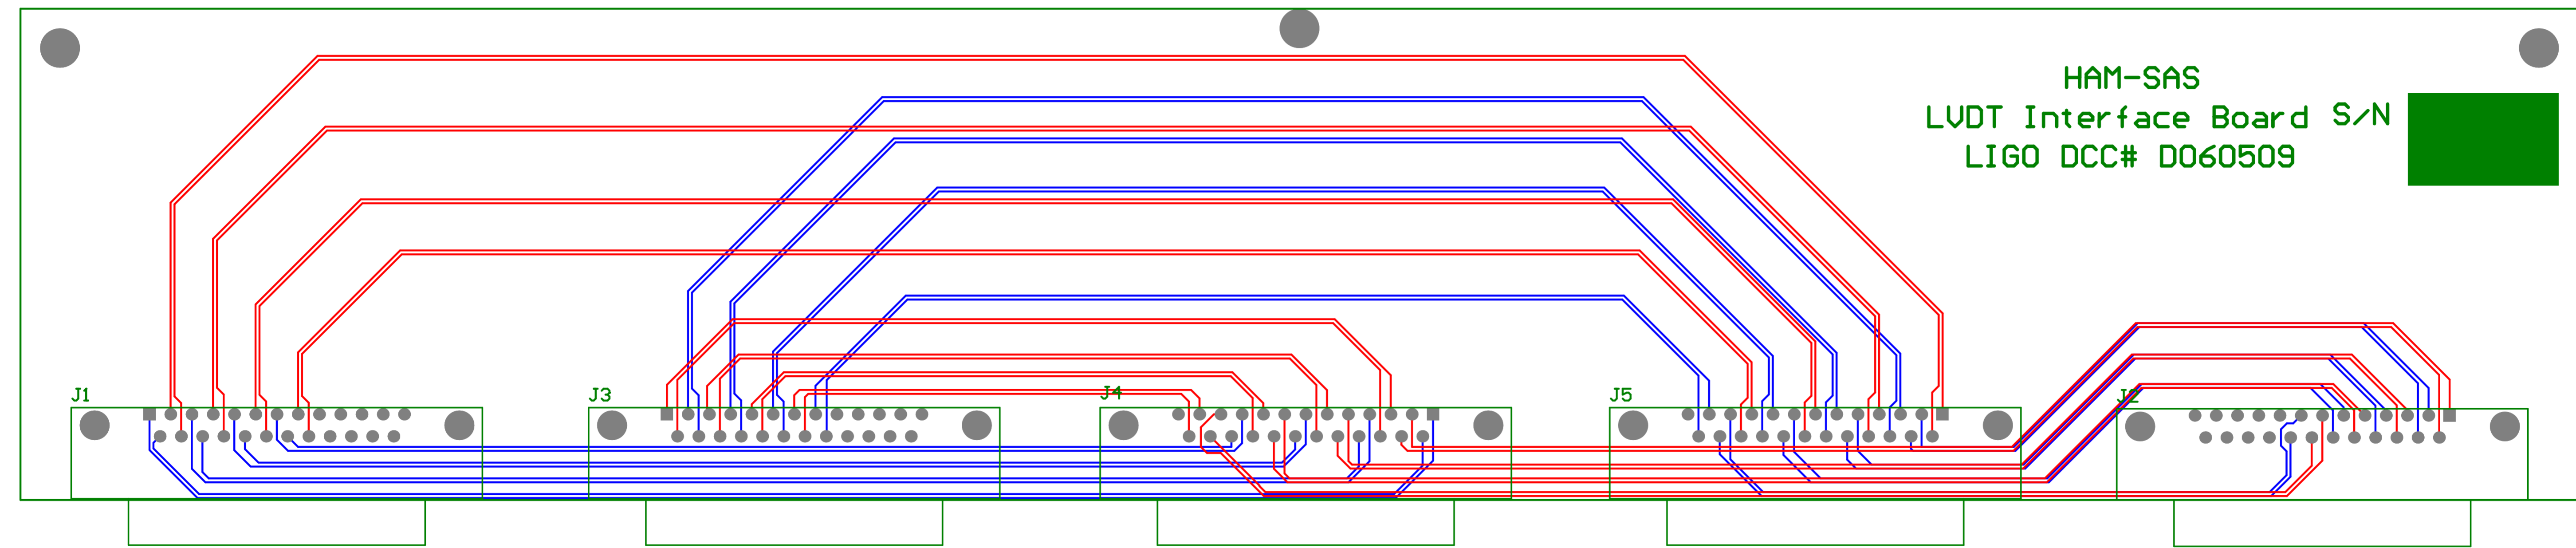 HAM-SAS
LVDT Interface Board S/N
LIGO DCC# D060509
J1
J3
J4
J5
J2